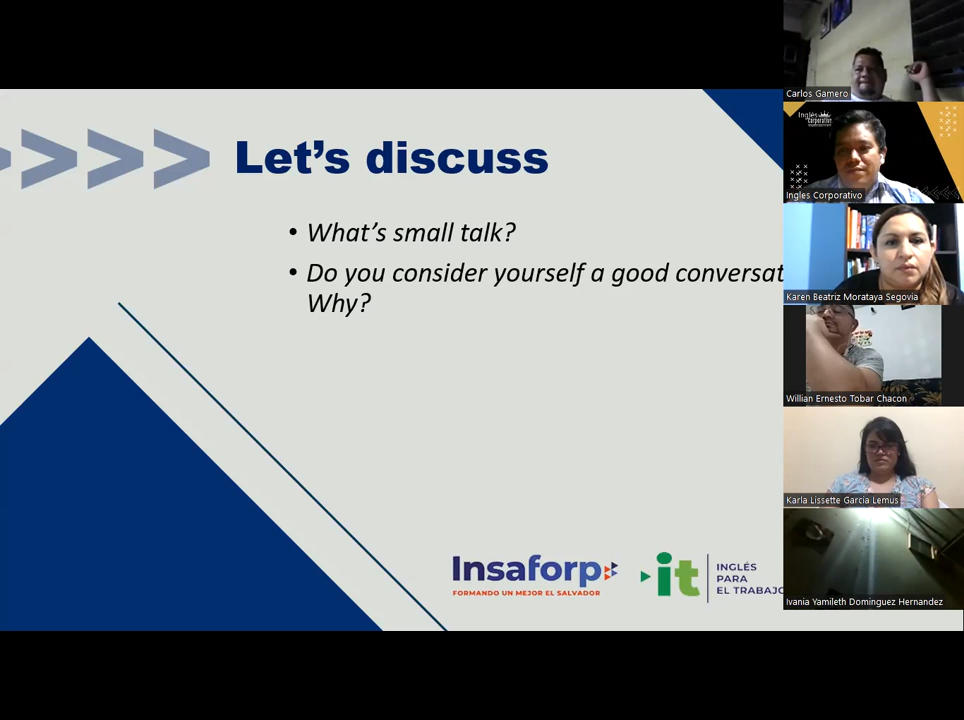 Let's discuss
• What's small talk?
• Do you consider yourself a good conversat
Why?
Insaforp
FORMANDO UN MEJOR EL SALVADOR
it
INGLÉS
PARA
EL TRABAJO
Carlos Gamero
Inglés
Corporativo
Ingles Corporativo
Karen Beatriz Morataya Segovia
Willian Ernesto Tobar Chacon
Karla Lissette Garcia Lemus
Ivania Yamileth Dominguez Hernandez